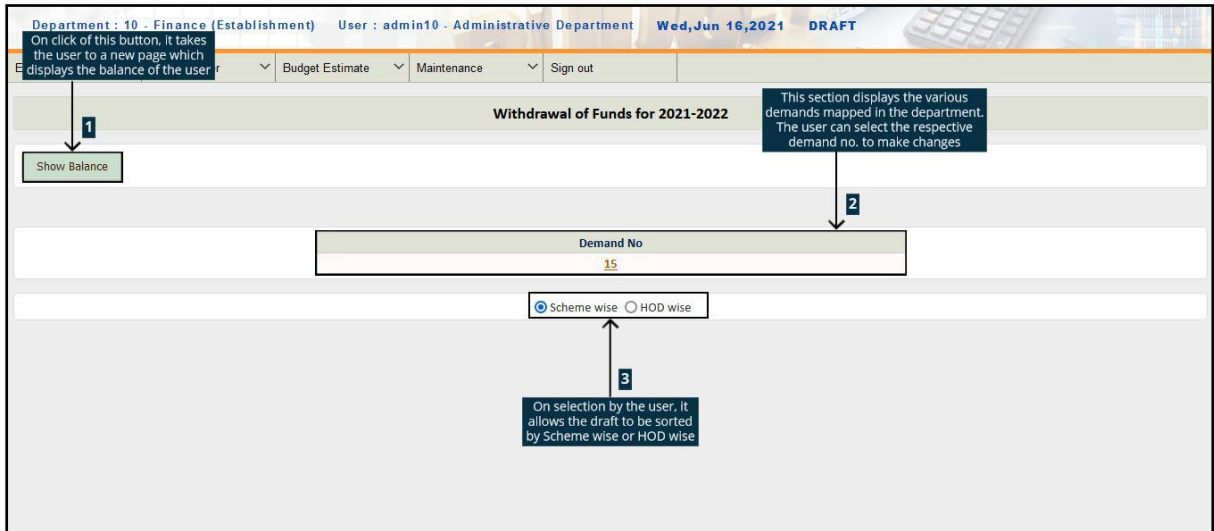 Department : 10 - Finance (Establishment) User : admin10 - Administrative Department Wed,Jun 16,2021 DRAFT
On click of this button, it takes
the user to a new page which
displays the balance of the user
E
r
Budget Estimate
Maintenance
Sign out
Withdrawal of Funds for 2021-2022
This section displays the various
demands mapped in the department.
The user can select the respective
demand no. to make changes
1
Show Balance
2
Demand No
15
Scheme wise HOD wise
3
On selection by the user, it
allows the draft to be sorted
by Scheme wise or HOD wise